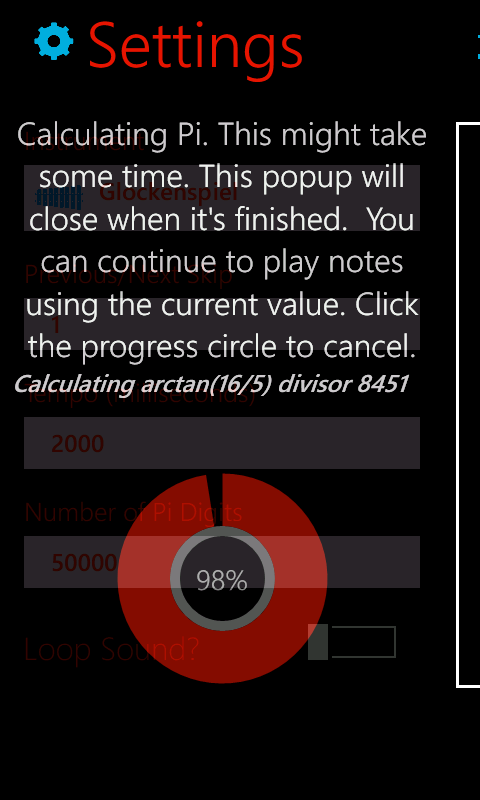 Settings
Calculating Pi. This might take
some time. This popup will
Glockenspiel
close when it's finished. You
Previous/Next Skip
can continue to play notes
using the current value. Click
1
the progress circle to cancel.
Calculating arctan(16/5) divisor 8451
Tempo (milliseconds)
2000
Number of Pi Digits
50000
98%
Loop Sound?